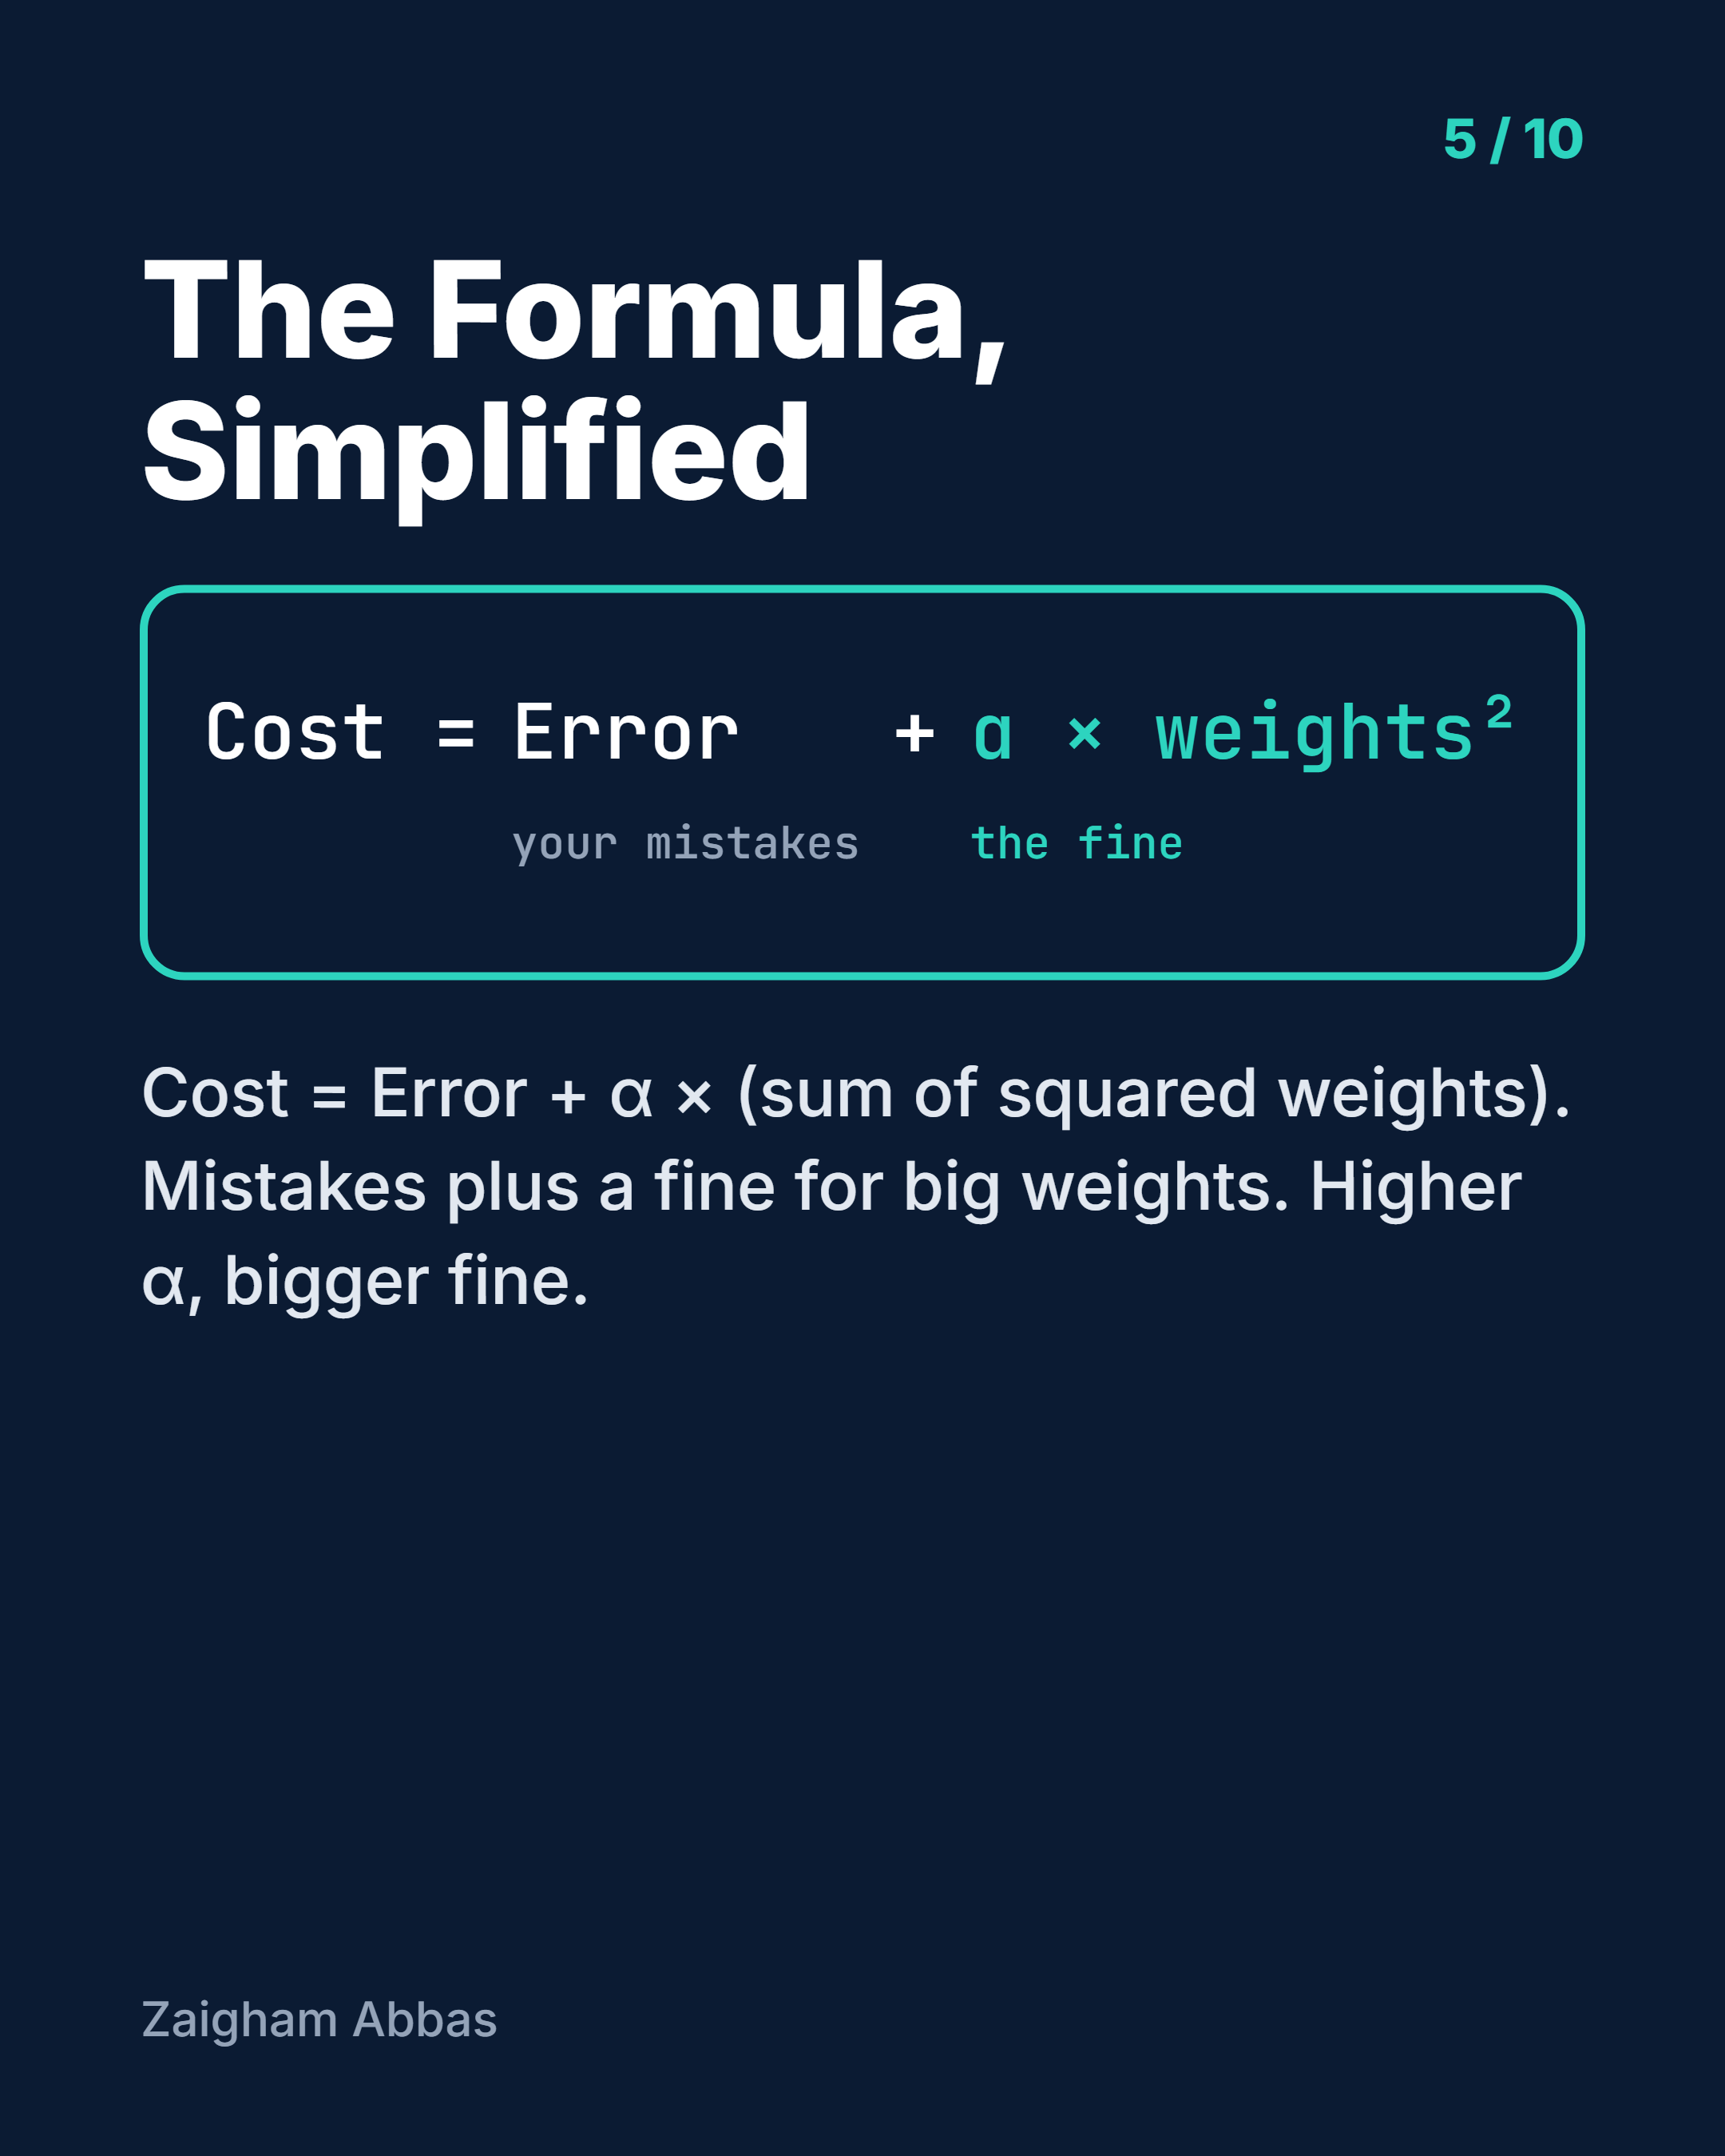 5 / 10
The Formula,
Simplified
Cost = Error + α × weights²
your mistakes the fine
Cost = Error + α × (sum of squared weights).
Mistakes plus a fine for big weights. Higher
α, bigger fine.
Zaigham Abbas